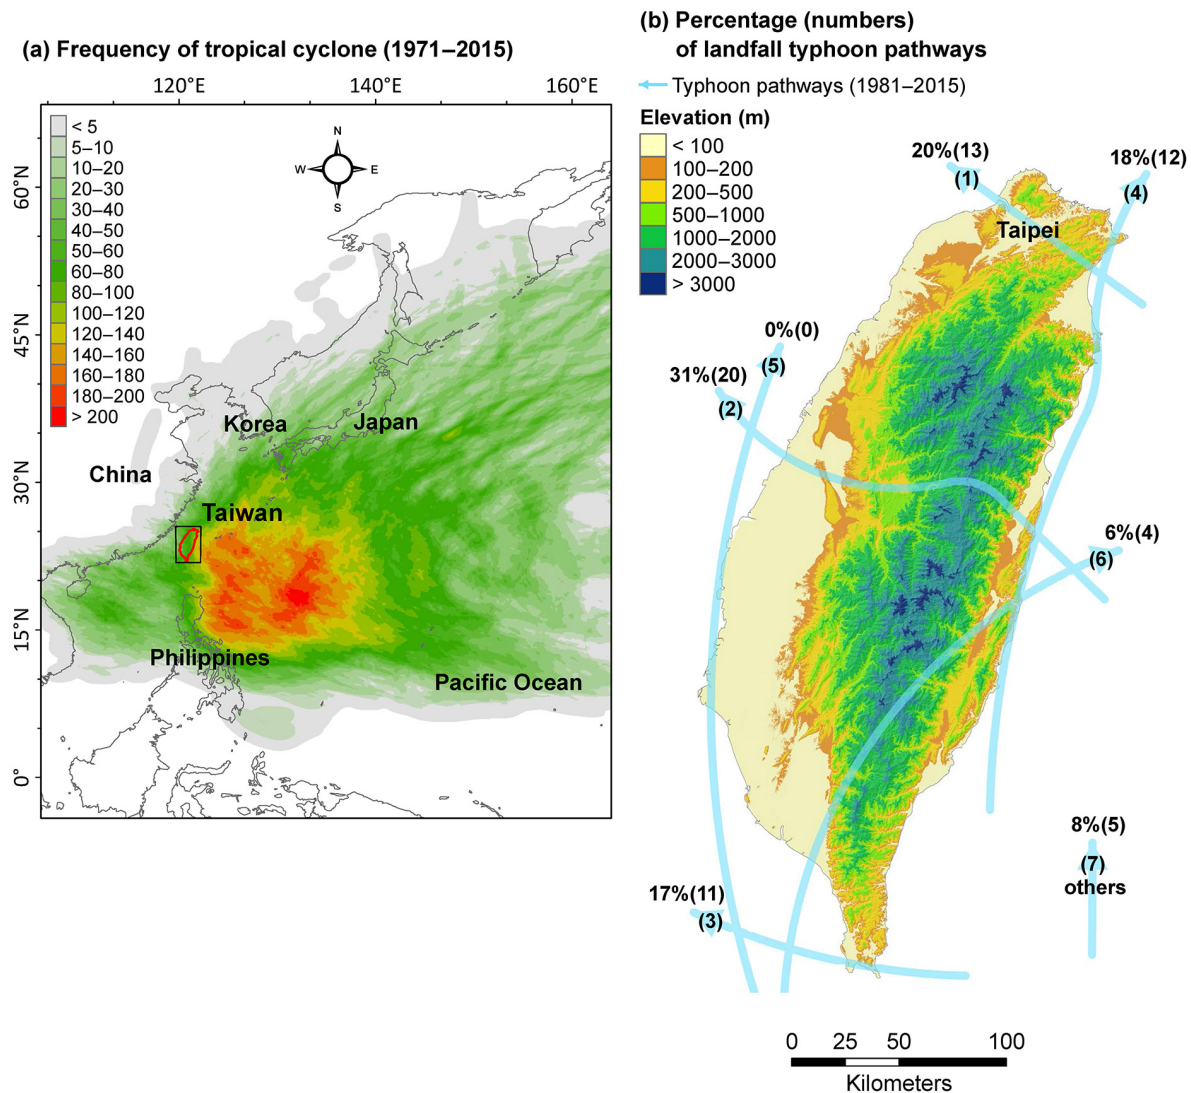 (a) Frequency of tropical cyclone (1971–2015)
120°E 140°E 160°E
60°N
45°N
30°N
15°N
0°
< 5
5–10
10–20
20–30
30–40
40–50
50–60
60–80
80–100
100–120
120–140
140–160
160–180
180–200
> 200
N
W E
S
Korea
Japan
China
Taiwan
Philippines
Pacific Ocean
(b) Percentage (numbers)
of landfall typhoon pathways
Typhoon pathways (1981–2015)
Elevation (m)
< 100
100–200
200–500
500–1000
1000–2000
2000–3000
> 3000
20%(13)
(1)
18%(12)
(4)
Taipei
0%(0)
(5)
31%(20)
(2)
6%(4)
(6)
8%(5)
(7)
others
17%(11)
(3)
0 25 50 100
Kilometers